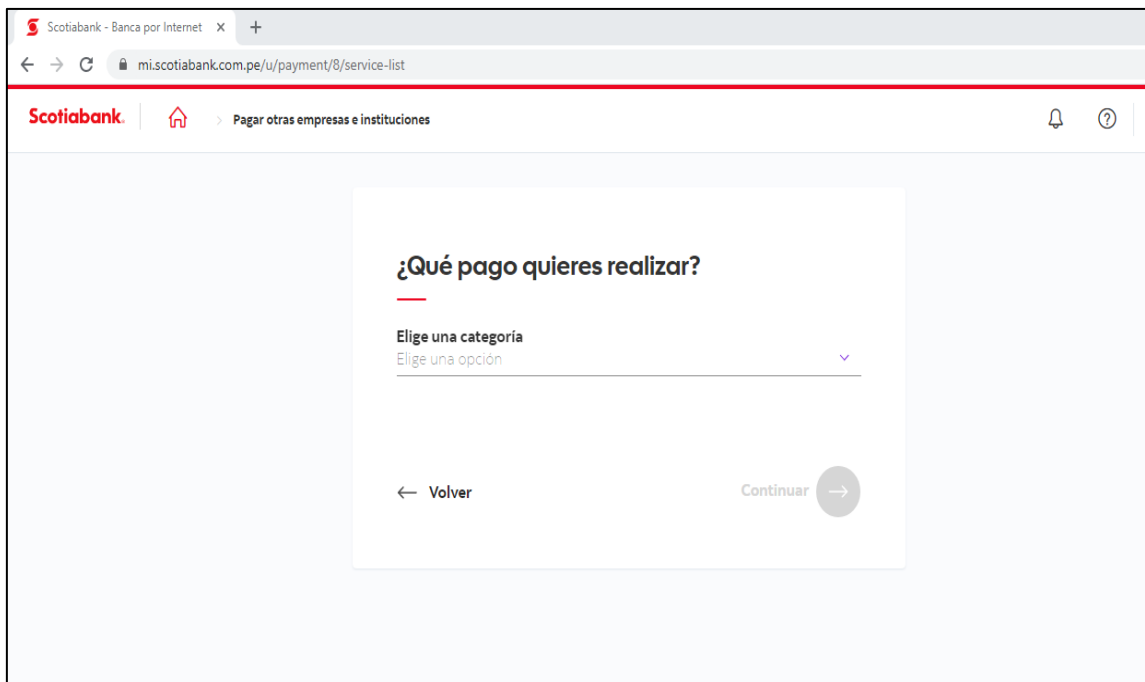 Scotiabank - Banca por Internet
mi.scotiabank.com.pe/u/payment/8/service-list
Scotiabank. Pagar otras empresas e instituciones
¿Qué pago quieres realizar?
Elige una categoría
Elige una opción
Volver Continuar